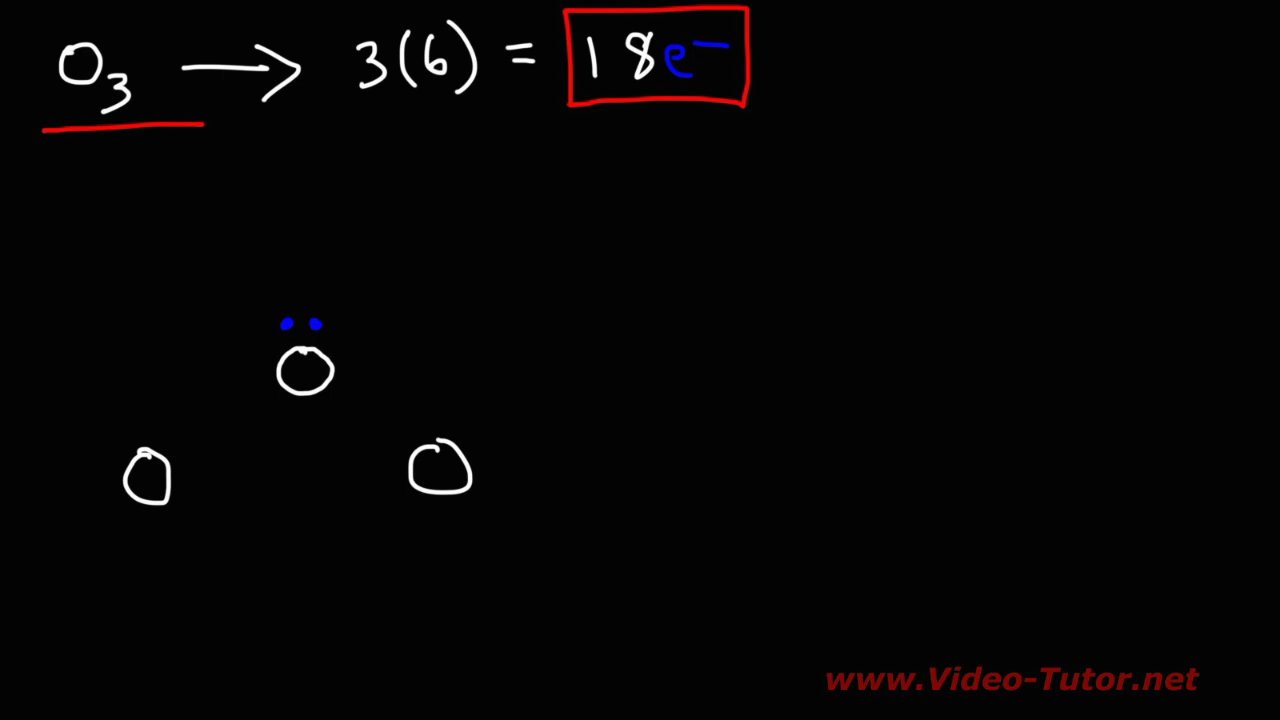 O₃ → 3(6) = 18e⁻
O
O O
www.Video-Tutor.net